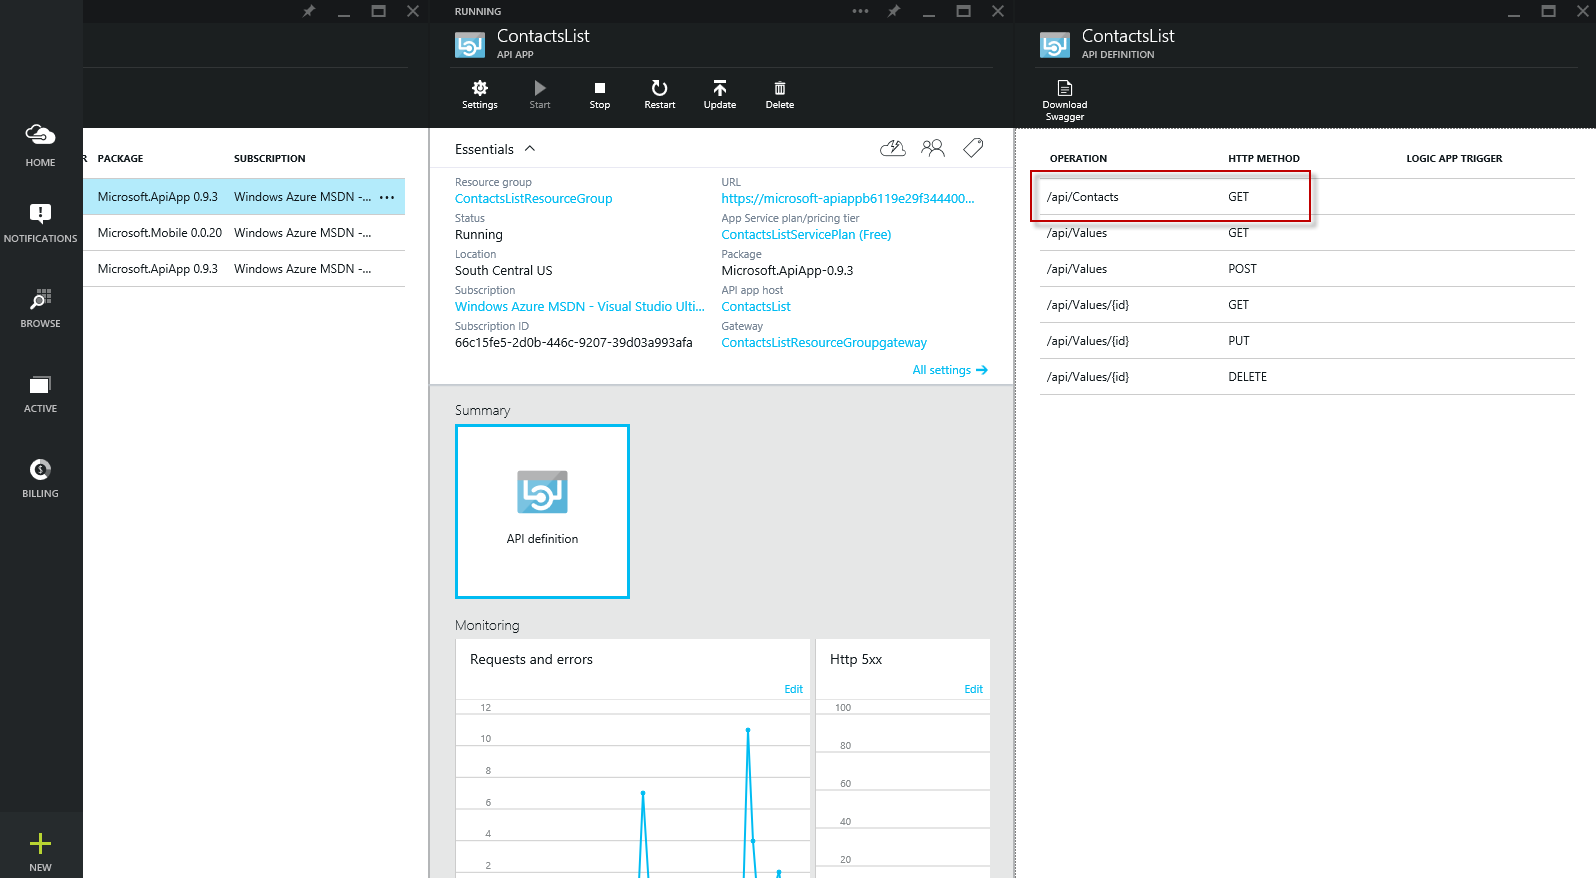 HOME
NOTIFICATIONS
BROWSE
ACTIVE
BILLING
NEW
R PACKAGE SUBSCRIPTION
Microsoft.ApiApp 0.9.3 Windows Azure MSDN -... •••
Microsoft.Mobile 0.0.20 Windows Azure MSDN -...
Microsoft.ApiApp 0.9.3 Windows Azure MSDN -...
RUNNING
ContactsList
API APP
Settings Start Stop Restart Update Delete
Essentials
Resource group
ContactsListResourceGroup
Status
Running
Location
South Central US
Subscription
Windows Azure MSDN - Visual Studio Ulti...
Subscription ID
66c15fe5-2d0b-446c-9207-39d03a993afa
URL
https://microsoft-apiappb6119e29f344400...
App Service plan/pricing tier
ContactsListServicePlan (Free)
Package
Microsoft.ApiApp-0.9.3
API app host
ContactsList
Gateway
ContactsListResourceGroupgateway
All settings →
Summary
API definition
Monitoring
Requests and errors
Edit
12
10
8
6
4
2
Http 5xx
Edit
100
80
60
40
20
ContactsList
API DEFINITION
Download
Swagger
OPERATION HTTP METHOD LOGIC APP TRIGGER
/api/Contacts GET
/api/Values GET
/api/Values POST
/api/Values/{id} GET
/api/Values/{id} PUT
/api/Values/{id} DELETE